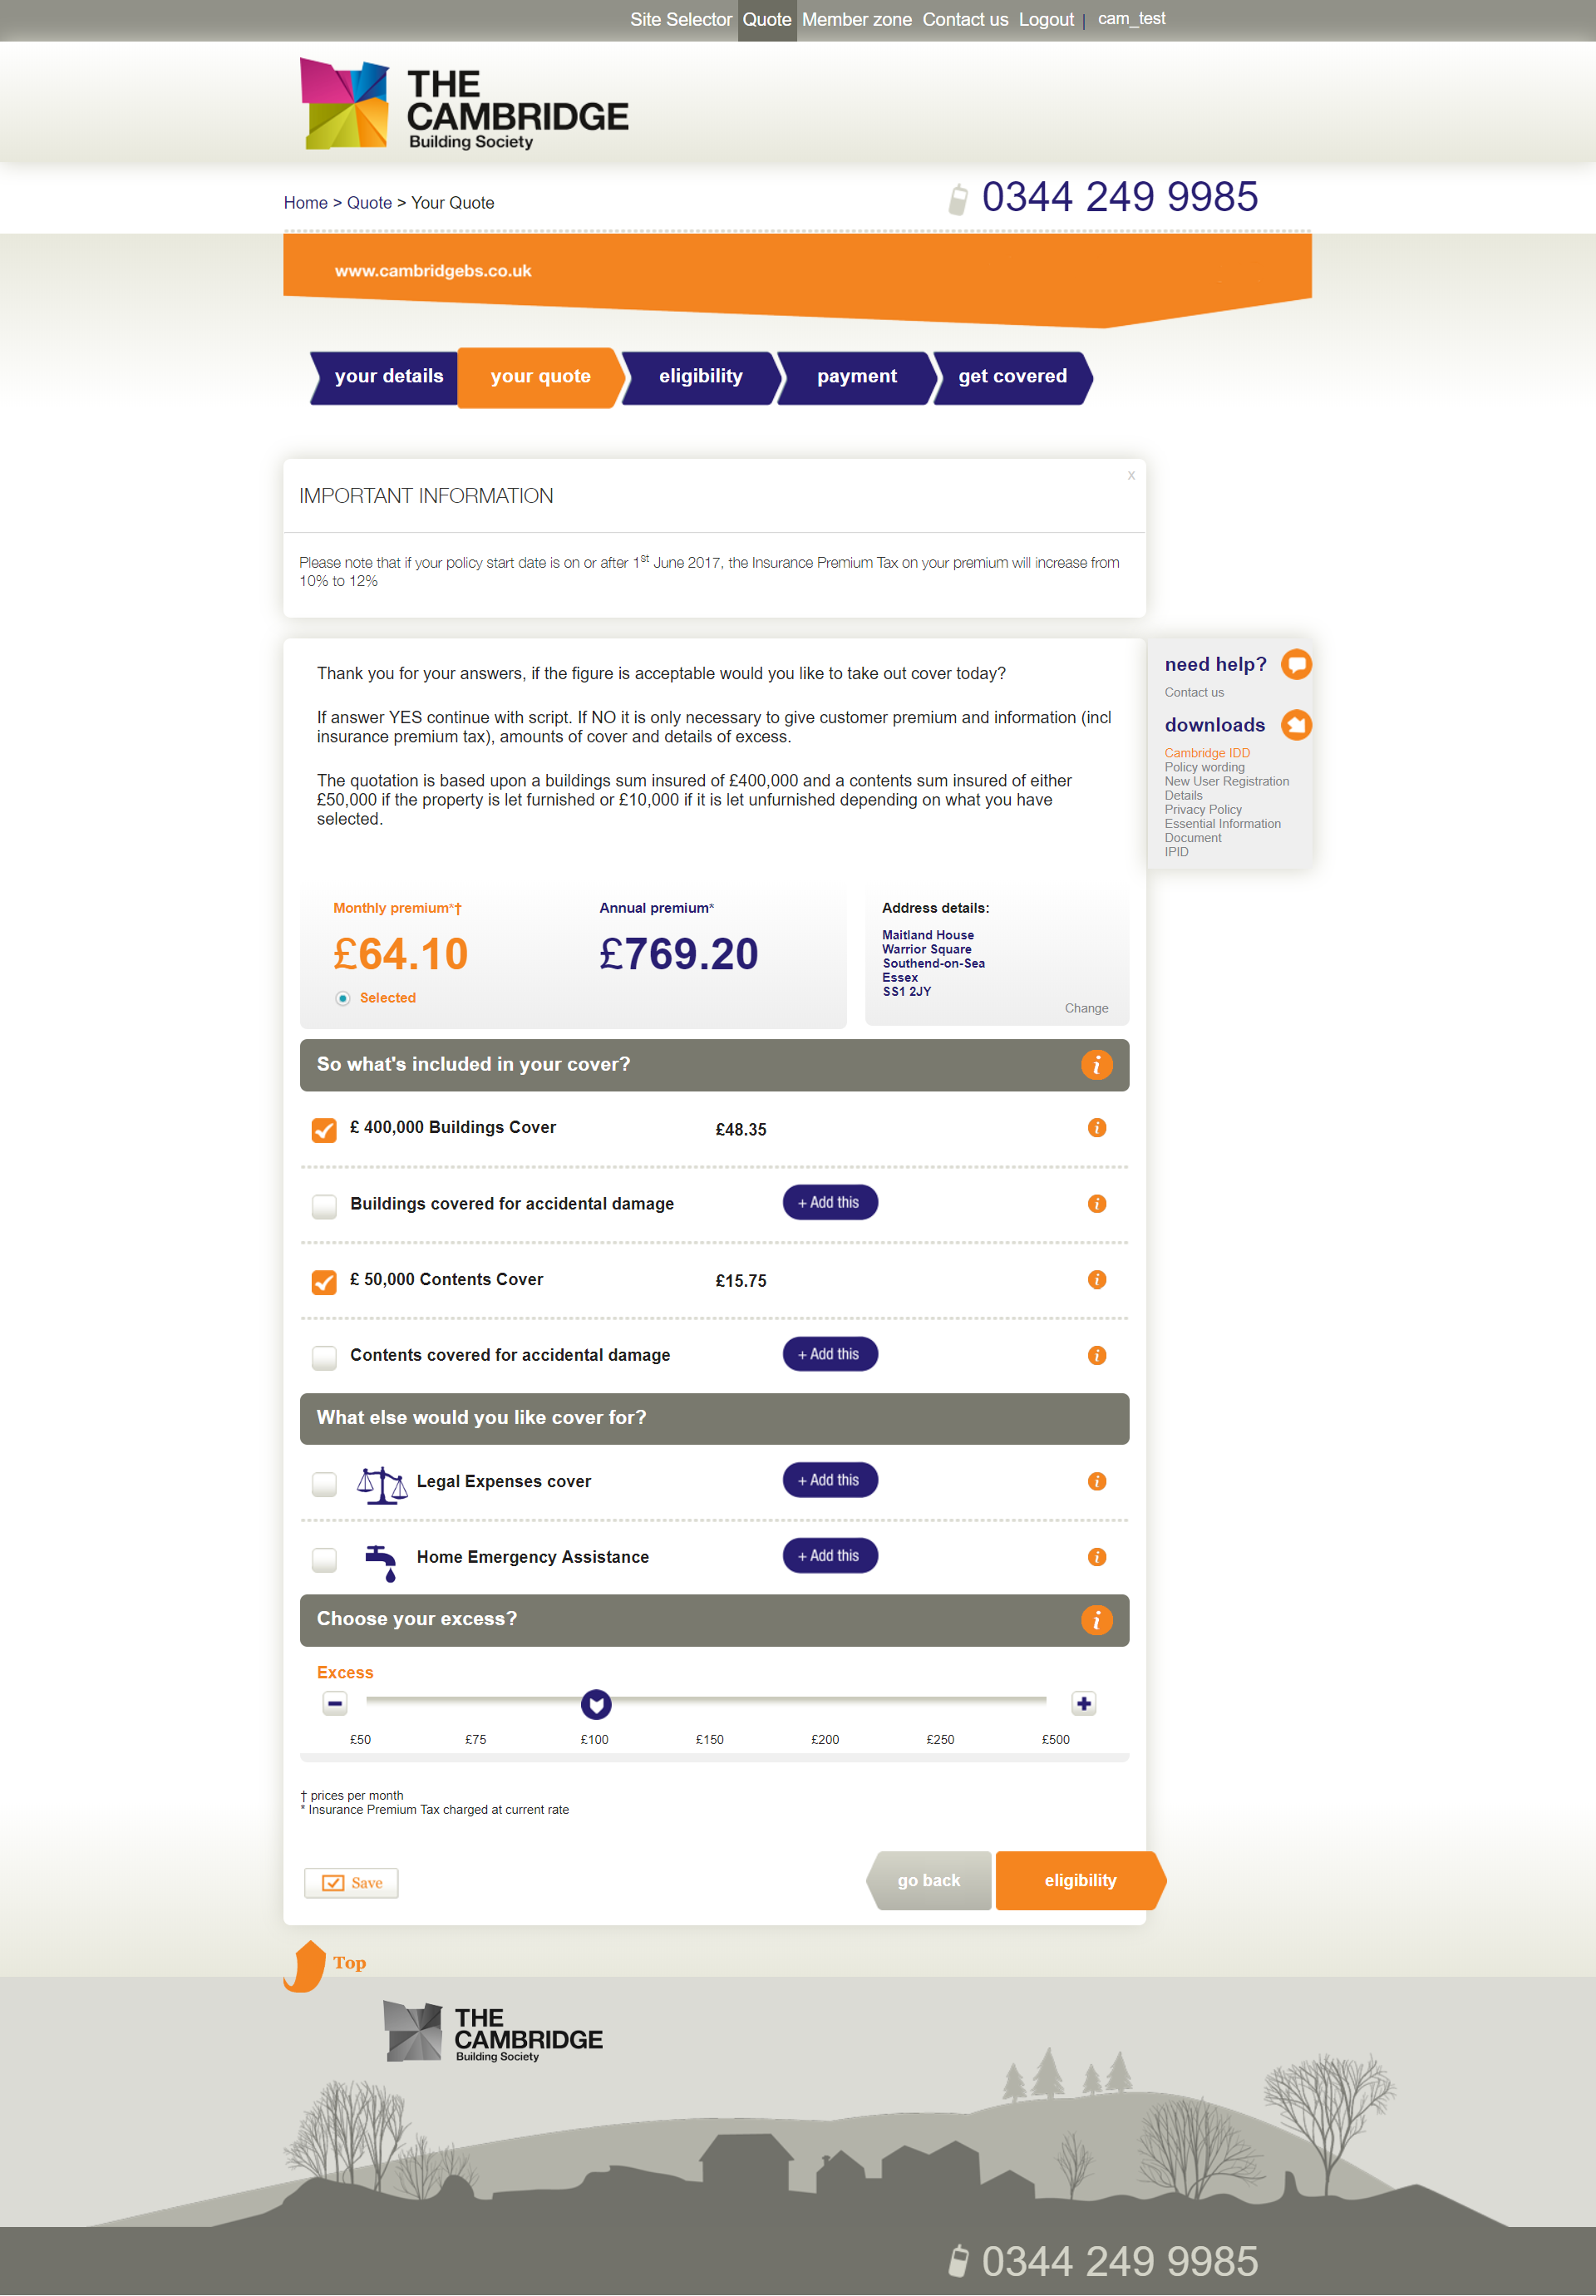 Site Selector Quote Member zone Contact us Logout | cam_test
THE
CAMBRIDGE
Building Society
Home > Quote > Your Quote
0344 249 9985
www.cambridgebs.co.uk
your details
your quote
eligibility
payment
get covered
x
IMPORTANT INFORMATION
Please note that if your policy start date is on or after 1st June 2017, the Insurance Premium Tax on your premium will increase from
10% to 12%
Thank you for your answers, if the figure is acceptable would you like to take out cover today?
If answer YES continue with script. If NO it is only necessary to give customer premium and information (incl
insurance premium tax), amounts of cover and details of excess.
The quotation is based upon a buildings sum insured of £400,000 and a contents sum insured of either
£50,000 if the property is let furnished or £10,000 if it is let unfurnished depending on what you have
selected.
need help?
Contact us
downloads
Cambridge IDD
Policy wording
New User Registration
Details
Privacy Policy
Essential Information
Document
IPID
Monthly premium*†
£64.10
Selected
Annual premium*
£769.20
Address details:
Maitland House
Warrior Square
Southend-on-Sea
Essex
SS1 2JY
Change
So what's included in your cover? i
£ 400,000 Buildings Cover £48.35 i
Buildings covered for accidental damage + Add this i
£ 50,000 Contents Cover £15.75 i
Contents covered for accidental damage + Add this i
What else would you like cover for?
Legal Expenses cover + Add this i
Home Emergency Assistance + Add this i
Choose your excess? i
Excess
£50 £75 £100 £150 £200 £250 £500
† prices per month
* Insurance Premium Tax charged at current rate
Save
go back
eligibility
Top
THE
CAMBRIDGE
Building Society
0344 249 9985